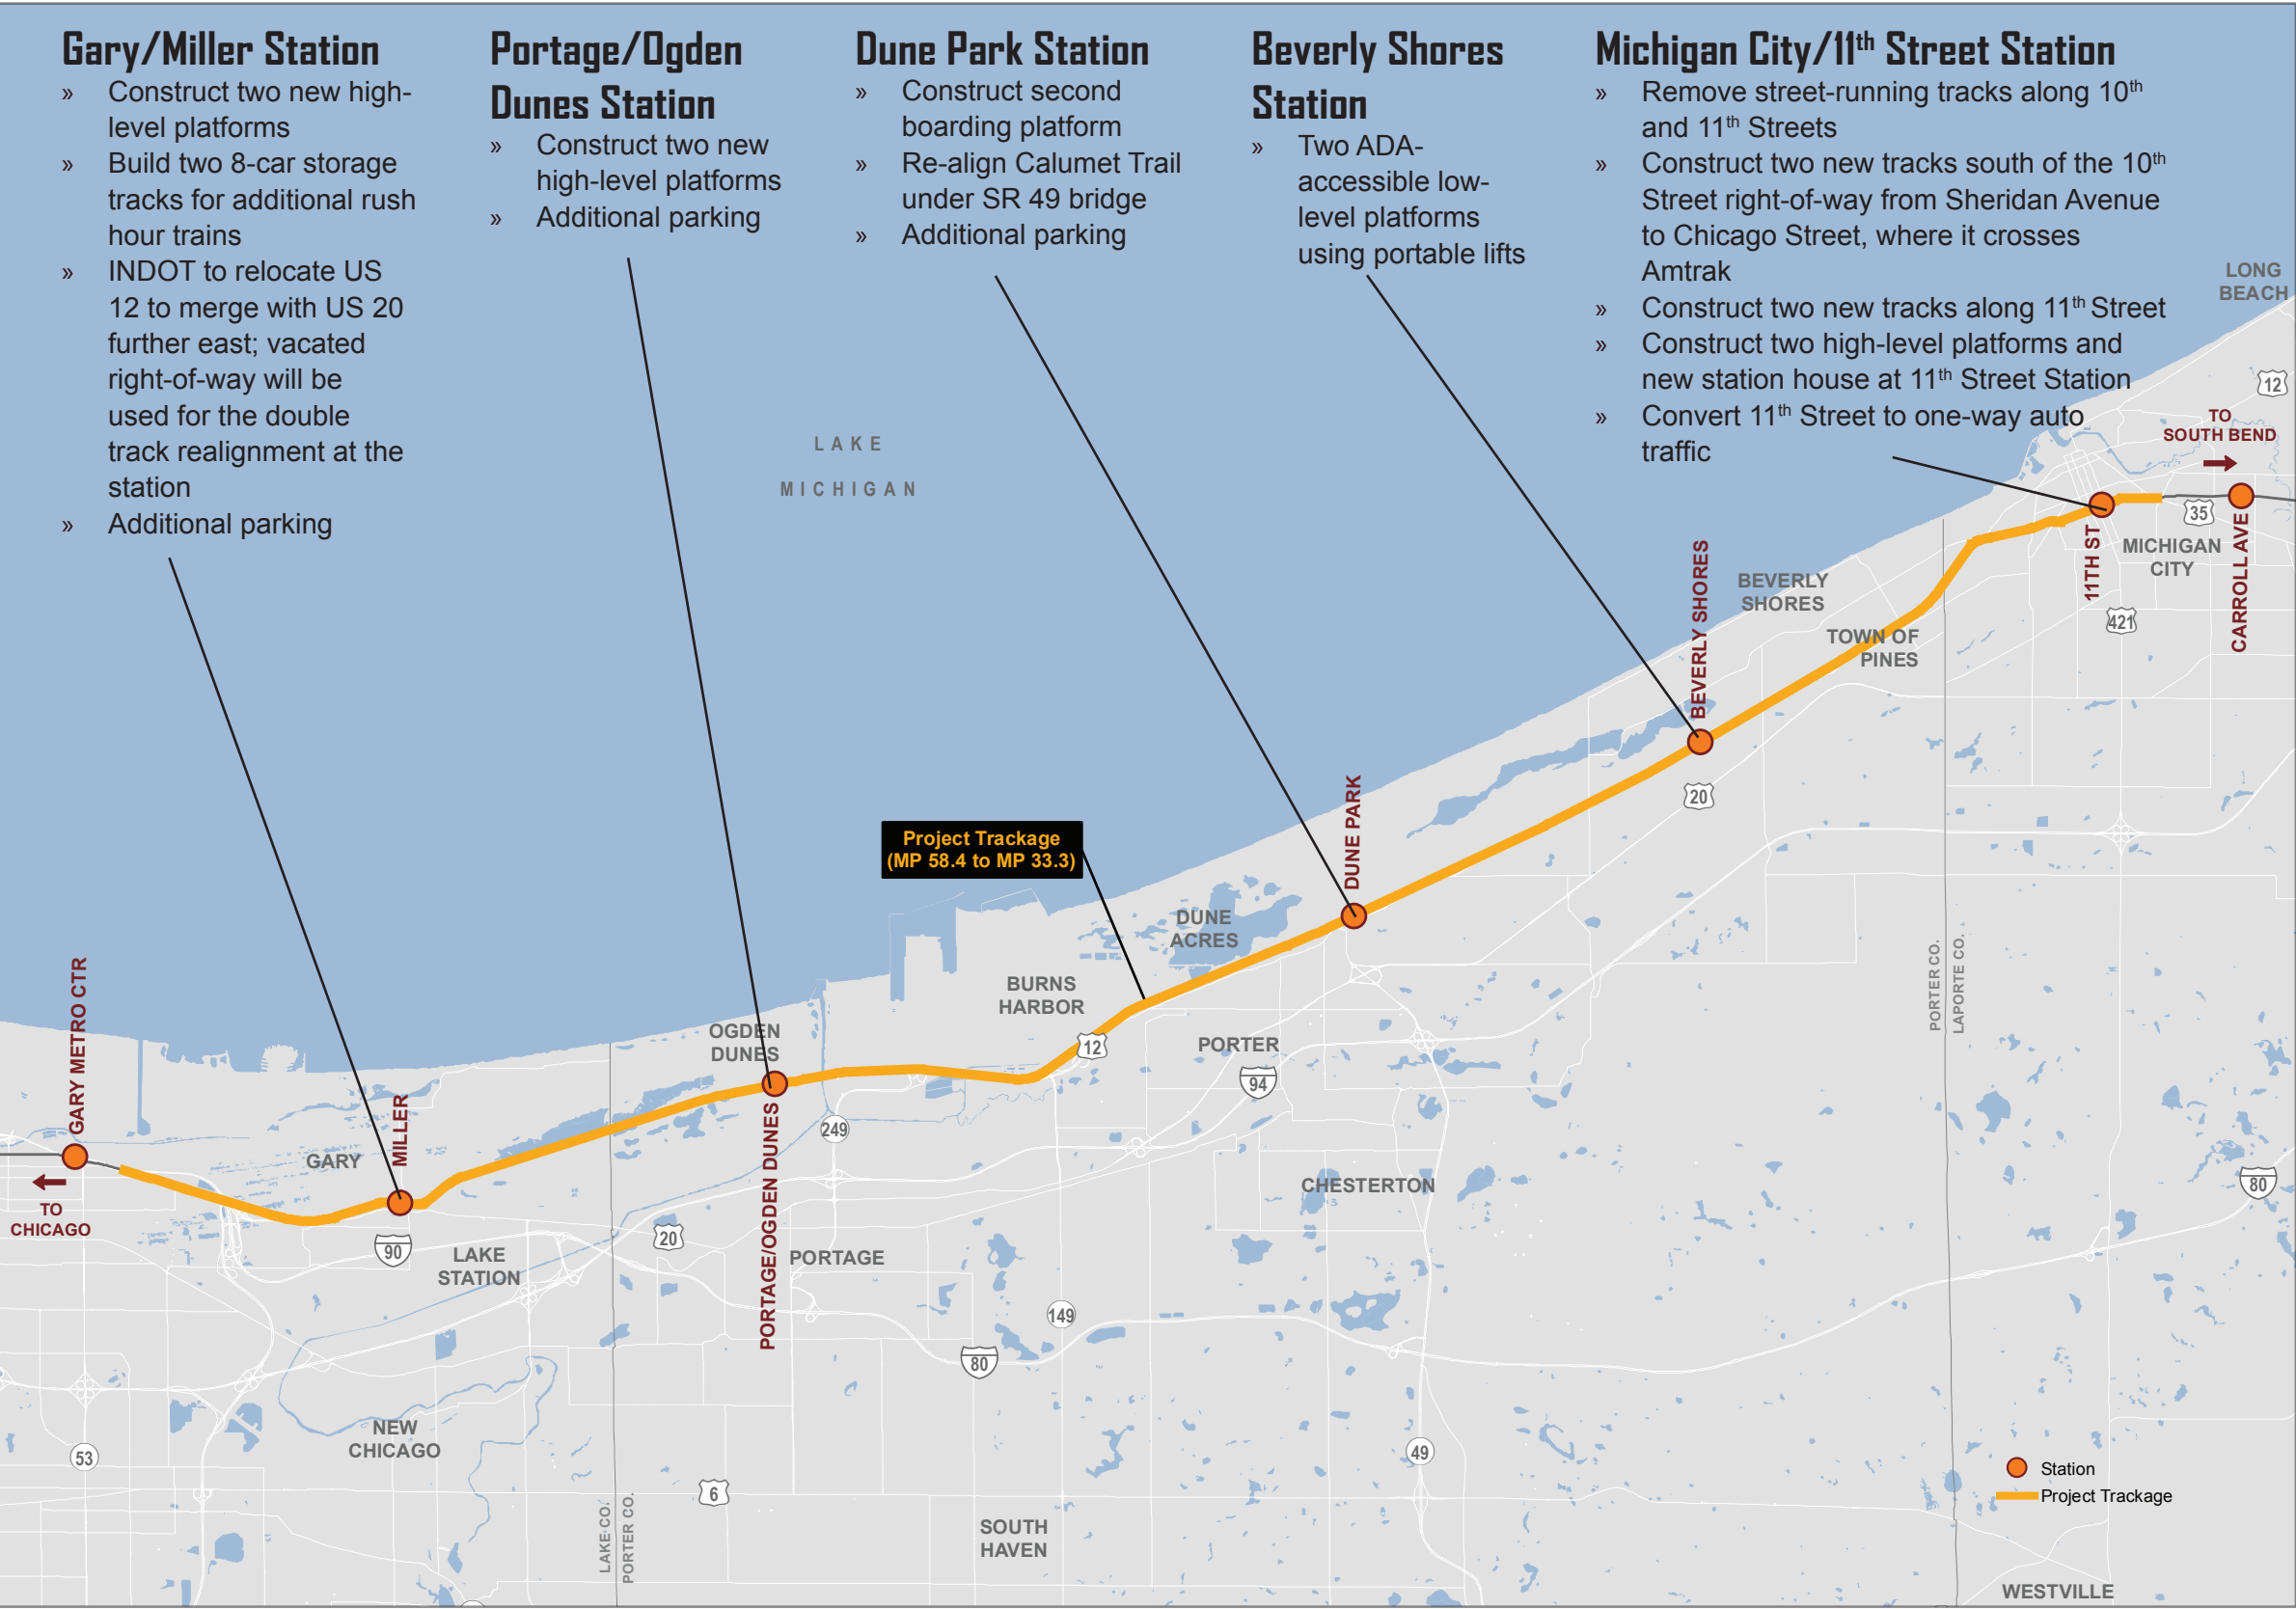 Gary/Miller Station
» Construct two new high-
level platforms
» Build two 8-car storage
tracks for additional rush
hour trains
» INDOT to relocate US
12 to merge with US 20
further east; vacated
right-of-way will be
used for the double
track realignment at the
station
» Additional parking
Portage/Ogden
Dunes Station
» Construct two new
high-level platforms
» Additional parking
Dune Park Station
» Construct second
boarding platform
» Re-align Calumet Trail
under SR 49 bridge
» Additional parking
Beverly Shores
Station
» Two ADA-
accessible low-
level platforms
using portable lifts
Michigan City/11th Street Station
» Remove street-running tracks along 10th
and 11th Streets
» Construct two new tracks south of the 10th
Street right-of-way from Sheridan Avenue
to Chicago Street, where it crosses
Amtrak
» Construct two new tracks along 11th Street
» Construct two high-level platforms and
new station house at 11th Street Station
» Convert 11th Street to one-way auto
traffic
LONG
BEACH
12
TO
SOUTH BEND
LAKE
MICHIGAN
35
MICHIGAN
CITY
11TH ST
CARROLL AVE
421
BEVERLY
SHORES
TOWN OF
PINES
BEVERLY SHORES
20
Project Trackage
(MP 58.4 to MP 33.3)
DUNE PARK
DUNE
ACRES
BURNS
HARBOR
12
PORTER
94
PORTER CO.
LAPORTE CO.
OGDEN
DUNES
GARY METRO CTR
MILLER
GARY
TO
CHICAGO
90
LAKE
STATION
249
PORTAGE/OGDEN DUNES
20
PORTAGE
CHESTERTON
80
149
80
NEW
CHICAGO
53
6
49
LAKE CO.
PORTER CO.
SOUTH
HAVEN
Station
Project Trackage
WESTVILLE